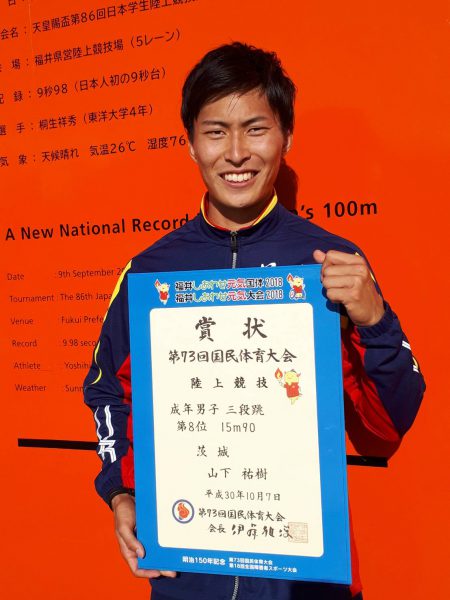 会名：天皇賜盃第86回日本学生陸上競技
場：福井県営陸上競技場（5レーン）
録：9秒98（日本人初の9秒台）
選 手：桐生祥秀（東洋大学4年）
気 象：天候晴れ 気温26℃ 湿度76
A New National Record 's 100m
Date : 9th September 2
Tournament : The 86th Japa
Venue : Fukui Prefe
Record : 9.98 seco
Athlete : Yoshih
Weather : Sunn
福井しあわせ元気国体2018
福井しあわせ元気大会2018
賞状
第73回国民体育大会
陸上競技
成年男子 三段跳
第8位 15m90
茨城
山下 祐樹
平成30年10月7日
第73回国民体育大会
会長 伊藤雅俊
明治150年記念 第73回国民体育大会
第18回全国障害者スポーツ大会